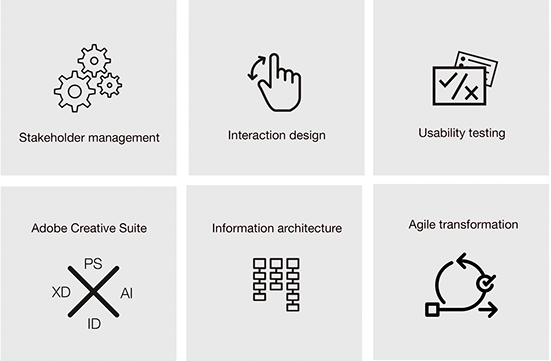 Stakeholder management
Interaction design
Usability testing
Adobe Creative Suite
PS
XD AI
ID
Information architecture
Agile transformation